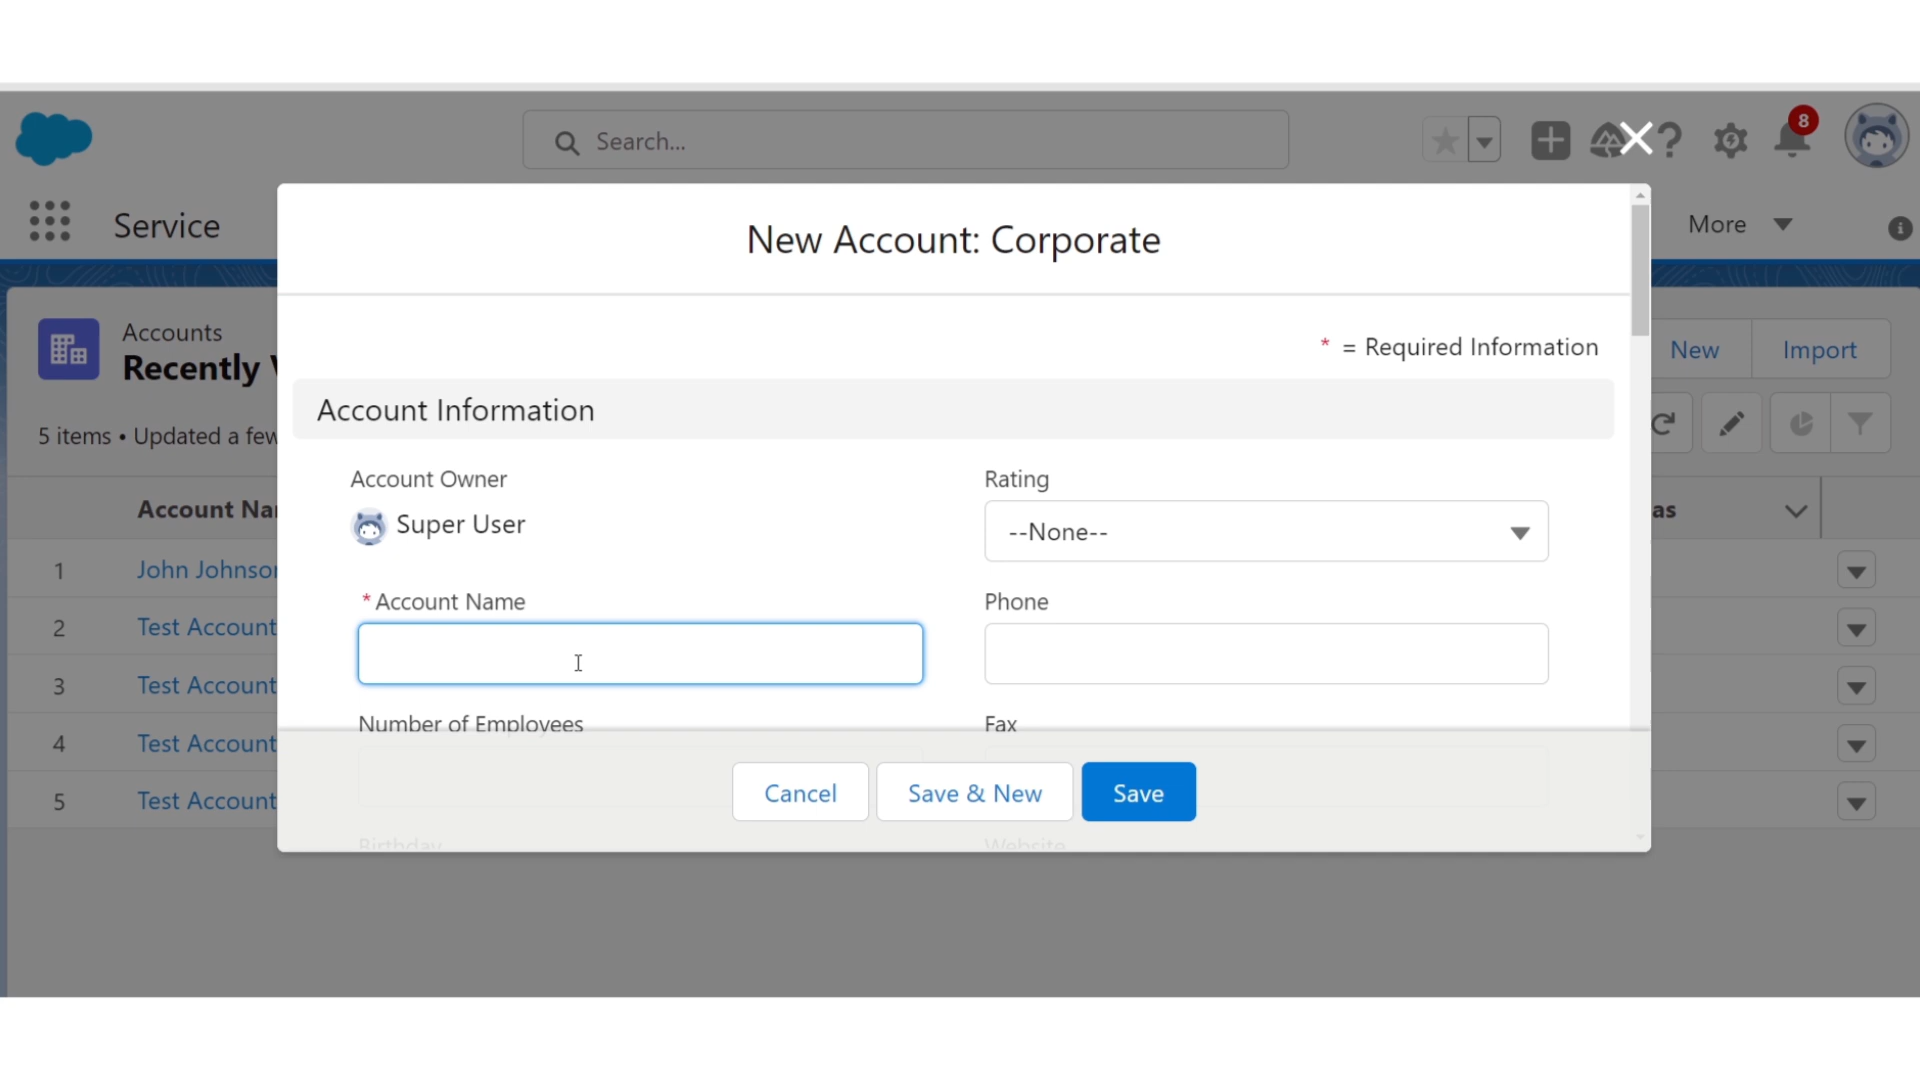 Search...
8
Service
More
New Account: Corporate
* = Required Information
Accounts
Recently V
New
Import
Account Information
5 items • Updated a few
Account Owner
Super User
Rating
--None--
Account Na
as
1
John Johnso
*Account Name
Phone
2
Test Account
3
Test Account
Number of Employees
Fax
4
Test Account
5
Test Account
Cancel
Save & New
Save
Birthday
Website